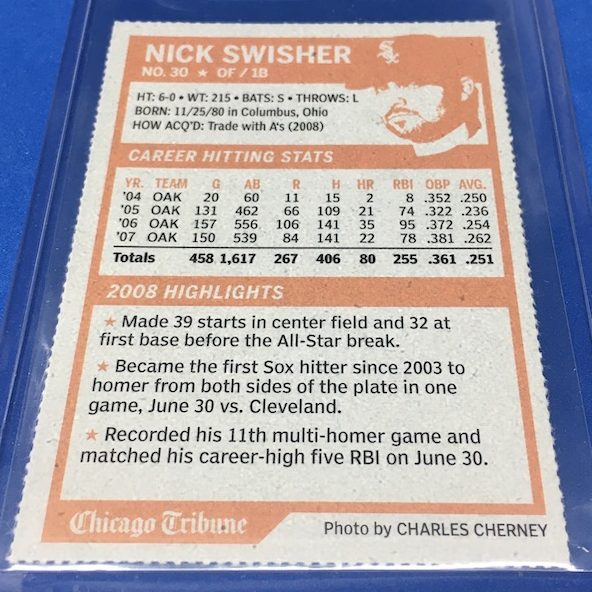 NICK SWISHER
NO. 30 ★ OF / 1B
Sox
HT: 6-0 • WT: 215 • BATS: S • THROWS: L
BORN: 11/25/80 in Columbus, Ohio
HOW ACQ'D: Trade with A's (2008)
CAREER HITTING STATS
YR. TEAM G AB R H HR RBI OBP AVG.
'04 OAK 20 60 11 15 2 8 .352 .250
'05 OAK 131 462 66 109 21 74 .322 .236
'06 OAK 157 556 106 141 35 95 .372 .254
'07 OAK 150 539 84 141 22 78 .381 .262
Totals 458 1,617 267 406 80 255 .361 .251
2008 HIGHLIGHTS
★ Made 39 starts in center field and 32 at
first base before the All-Star break.
★ Became the first Sox hitter since 2003 to
homer from both sides of the plate in one
game, June 30 vs. Cleveland.
★ Recorded his 11th multi-homer game and
matched his career-high five RBI on June 30.
Chicago Tribune
Photo by CHARLES CHERNEY